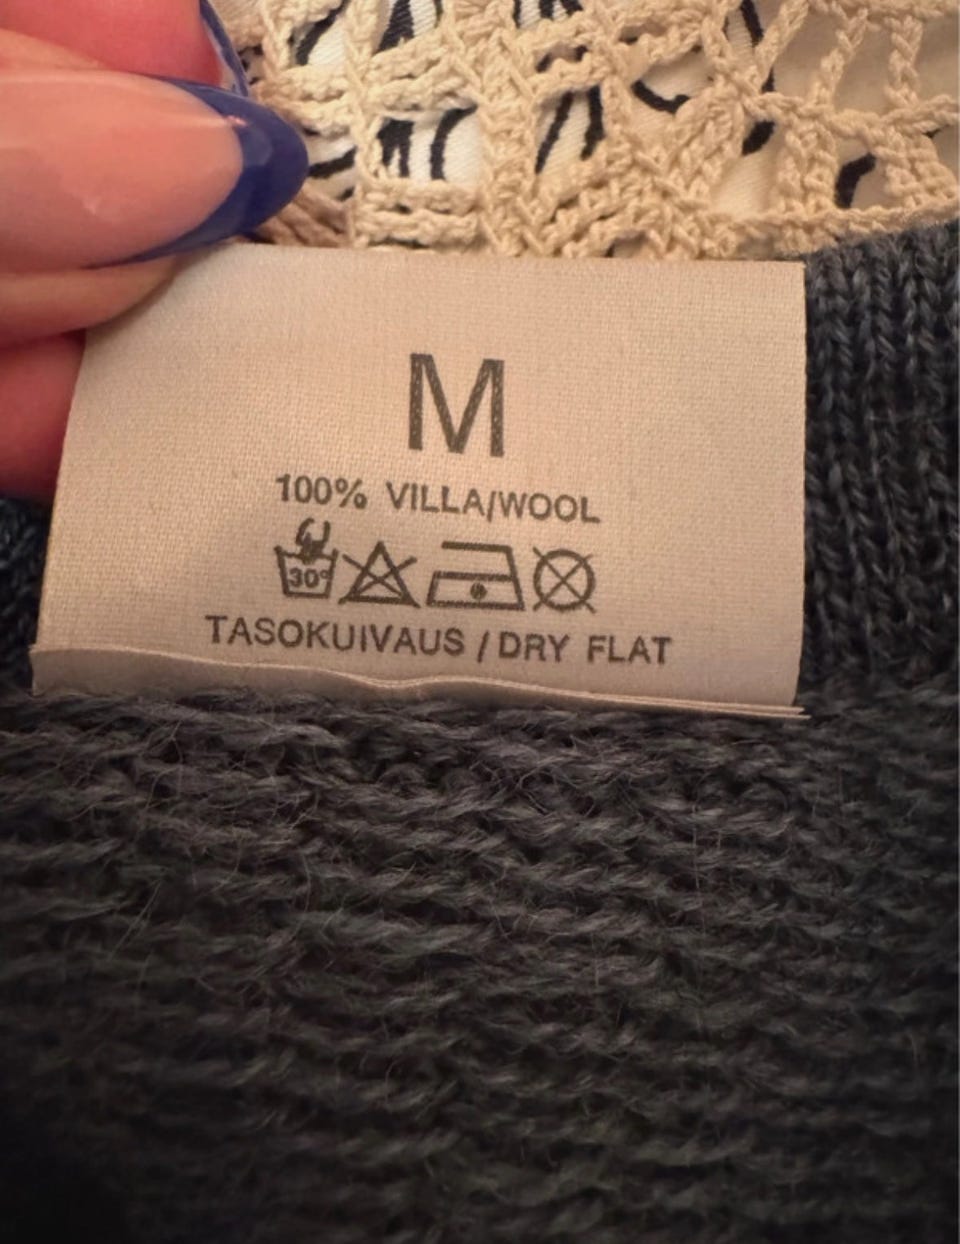 M
100% VILLA/WOOL
30°
TASOKUIVAUS / DRY FLAT